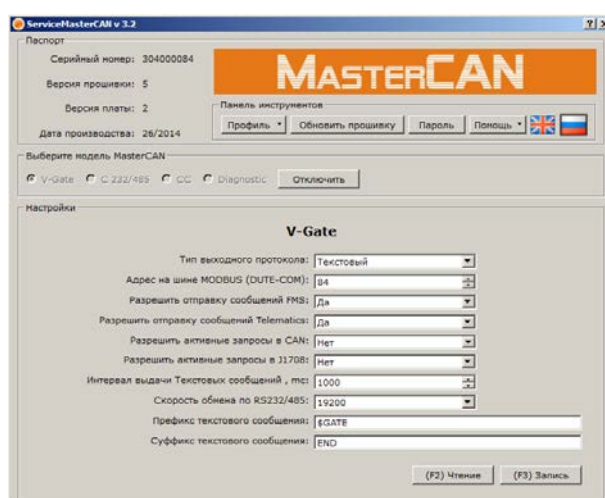 ServiceMasterCAN v 3.2
Паспорт
Серийный номер: 304000084
Версия прошивки: 5
Версия платы: 2
Дата производства: 26/2014
MASTERCAN
Панель инструментов
Профиль Обновить прошивку Пароль Помощь
Выберите модель MasterCAN
V-Gate C 232/485 CC Diagnostic Отключить
Настройки
V-Gate
Тип выходного протокола: Текстовый
Адрес на шине MODBUS (DUTE-COM): 84
Разрешить отправку сообщений FMS: Да
Разрешить отправку сообщений Telematics: Да
Разрешить активные запросы в CAN: Нет
Разрешить активные запросы в J1708: Нет
Интервал выдачи Текстовых сообщений , мс: 1000
Скорость обмена по RS232/485: 19200
Префикс текстового сообщения: $GATE
Суффикс текстового сообщения: END
(F2) Чтение (F3) Запись